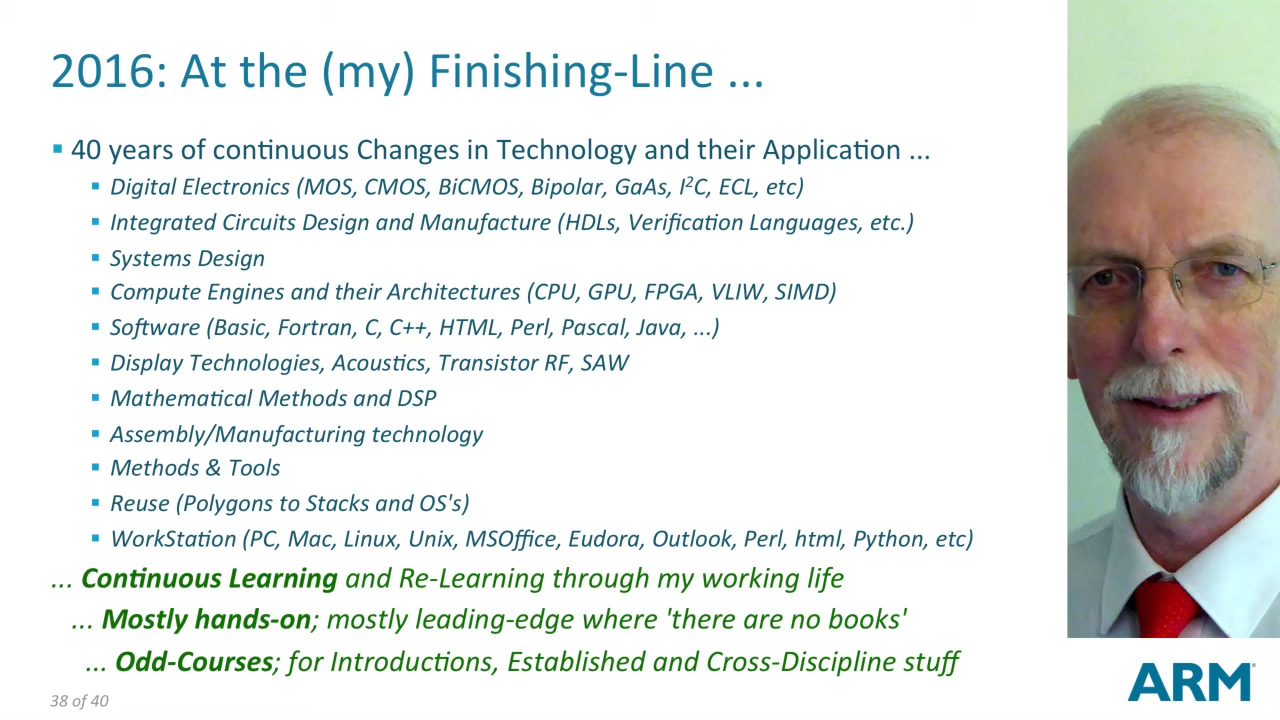 2016: At the (my) Finishing-Line ...
40 years of continuous Changes in Technology and their Application ...
Digital Electronics (MOS, CMOS, BiCMOS, Bipolar, GaAs, I²C, ECL, etc)
Integrated Circuits Design and Manufacture (HDLs, Verification Languages, etc.)
Systems Design
Compute Engines and their Architectures (CPU, GPU, FPGA, VLIW, SIMD)
Software (Basic, Fortran, C, C++, HTML, Perl, Pascal, Java, ...)
Display Technologies, Acoustics, Transistor RF, SAW
Mathematical Methods and DSP
Assembly/Manufacturing technology
Methods & Tools
Reuse (Polygons to Stacks and OS's)
WorkStation (PC, Mac, Linux, Unix, MSOffice, Eudora, Outlook, Perl, html, Python, etc)
... Continuous Learning and Re-Learning through my working life
... Mostly hands-on; mostly leading-edge where 'there are no books'
... Odd-Courses; for Introductions, Established and Cross-Discipline stuff
38 of 40
ARM